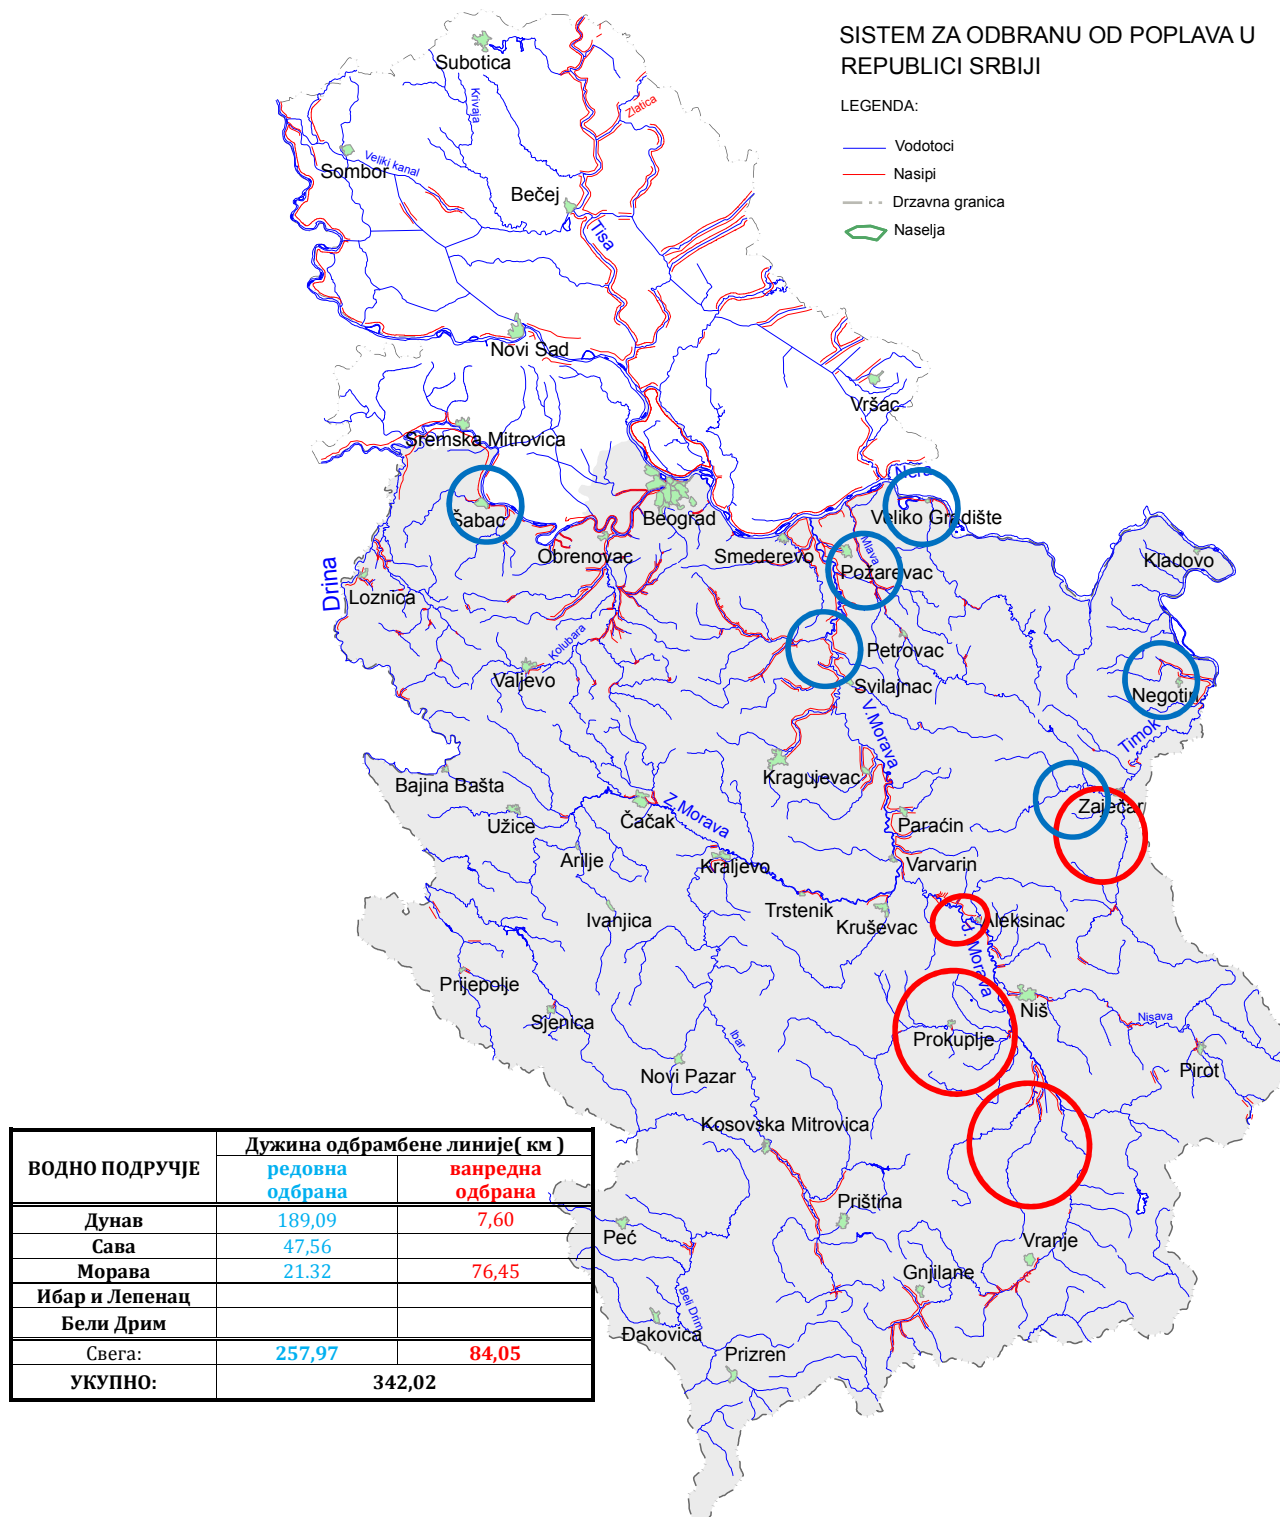 SISTEM ZA ODBRANU OD POPLAVA U
REPUBLICI SRBIJI
LEGENDA:
Vodotoci
Nasipi
Drzavna granica
Naselja
Subotica
Krivaja
Zlatica
Sombor
Veliki kanal
Bečej
Tisa
Novi Sad
Vršac
Sremska Mitrovica
Nera
Šabac
Beograd
Veliko Gradište
Obrenovac
Smederevo
Mlava
Požarevac
Kladovo
Drina
Loznica
Kolubara
Petrovac
Valjevo
Svilajnac
Negotin
V.Morava
Timok
Bajina Bašta
Kragujevac
Užice
Čačak
Z.Morava
Paraćin
Zaječar
Arilje
Kraljevo
Varvarin
Ivanjica
Trstenik
Kruševac
Aleksinac
J. Morava
Prijepolje
Sjenica
Ibar
Niš
Nisava
Prokuplje
Novi Pazar
Pirot
Kosovska Mitrovica
Priština
Peć
Vranje
Gnjilane
Beli Drim
Đakovica
Prizren
ВОДНО ПОДРУЧЈЕ
Дужина одбрамбене линије( км )
редовна одбрана
ванредна одбрана
Дунав 189,09 7,60
Сава 47,56
Морава 21.32 76,45
Ибар и Лепенац
Бели Дрим
Свега: 257,97 84,05
УКУПНО: 342,02